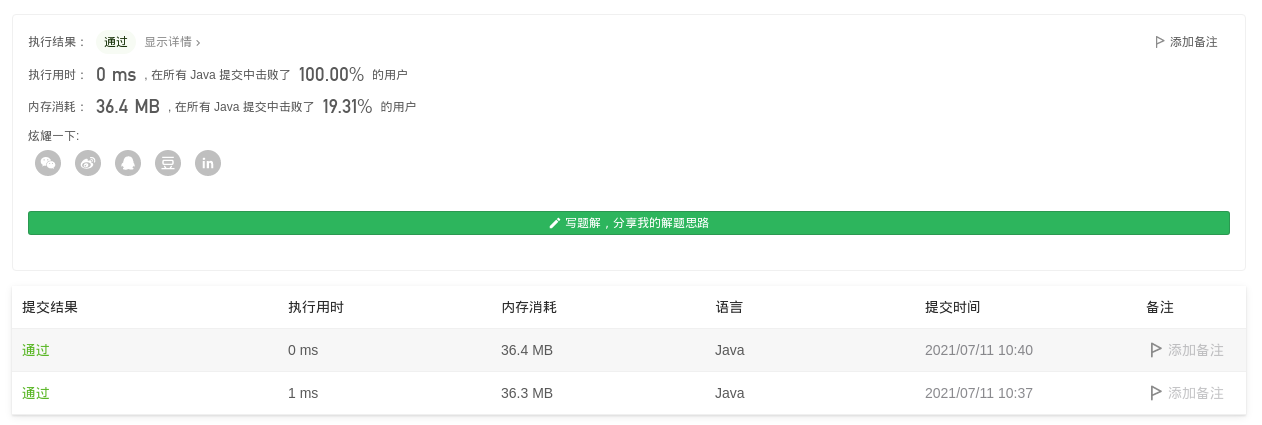 执行结果： 通过 显示详情 › 添加备注
执行用时： 0 ms , 在所有 Java 提交中击败了 100.00% 的用户
内存消耗： 36.4 MB , 在所有 Java 提交中击败了 19.31% 的用户
炫耀一下:
豆 in
写题解，分享我的解题思路
提交结果 执行用时 内存消耗 语言 提交时间 备注
通过 0 ms 36.4 MB Java 2021/07/11 10:40 添加备注
通过 1 ms 36.3 MB Java 2021/07/11 10:37 添加备注